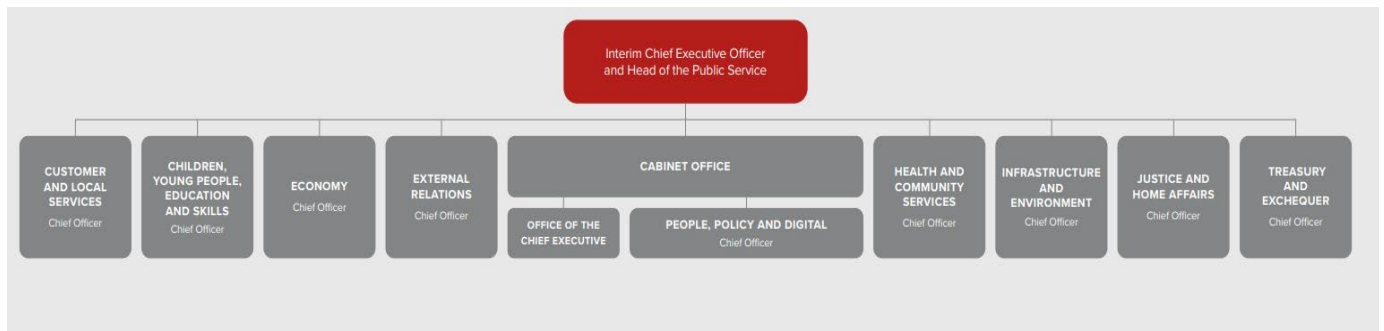 Interim Chief Executive Officer
and Head of the Public Service
CUSTOMER
AND LOCAL
SERVICES
Chief Officer
CHILDREN,
YOUNG PEOPLE,
EDUCATION
AND SKILLS
Chief Officer
ECONOMY
Chief Officer
EXTERNAL
RELATIONS
Chief Officer
CABINET OFFICE
OFFICE OF THE
CHIEF EXECUTIVE
PEOPLE, POLICY AND DIGITAL
Chief Officer
HEALTH AND
COMMUNITY
SERVICES
Chief Officer
INFRASTRUCTURE
AND
ENVIRONMENT
Chief Officer
JUSTICE AND
HOME AFFAIRS
Chief Officer
TREASURY
AND
EXCHEQUER
Chief Officer